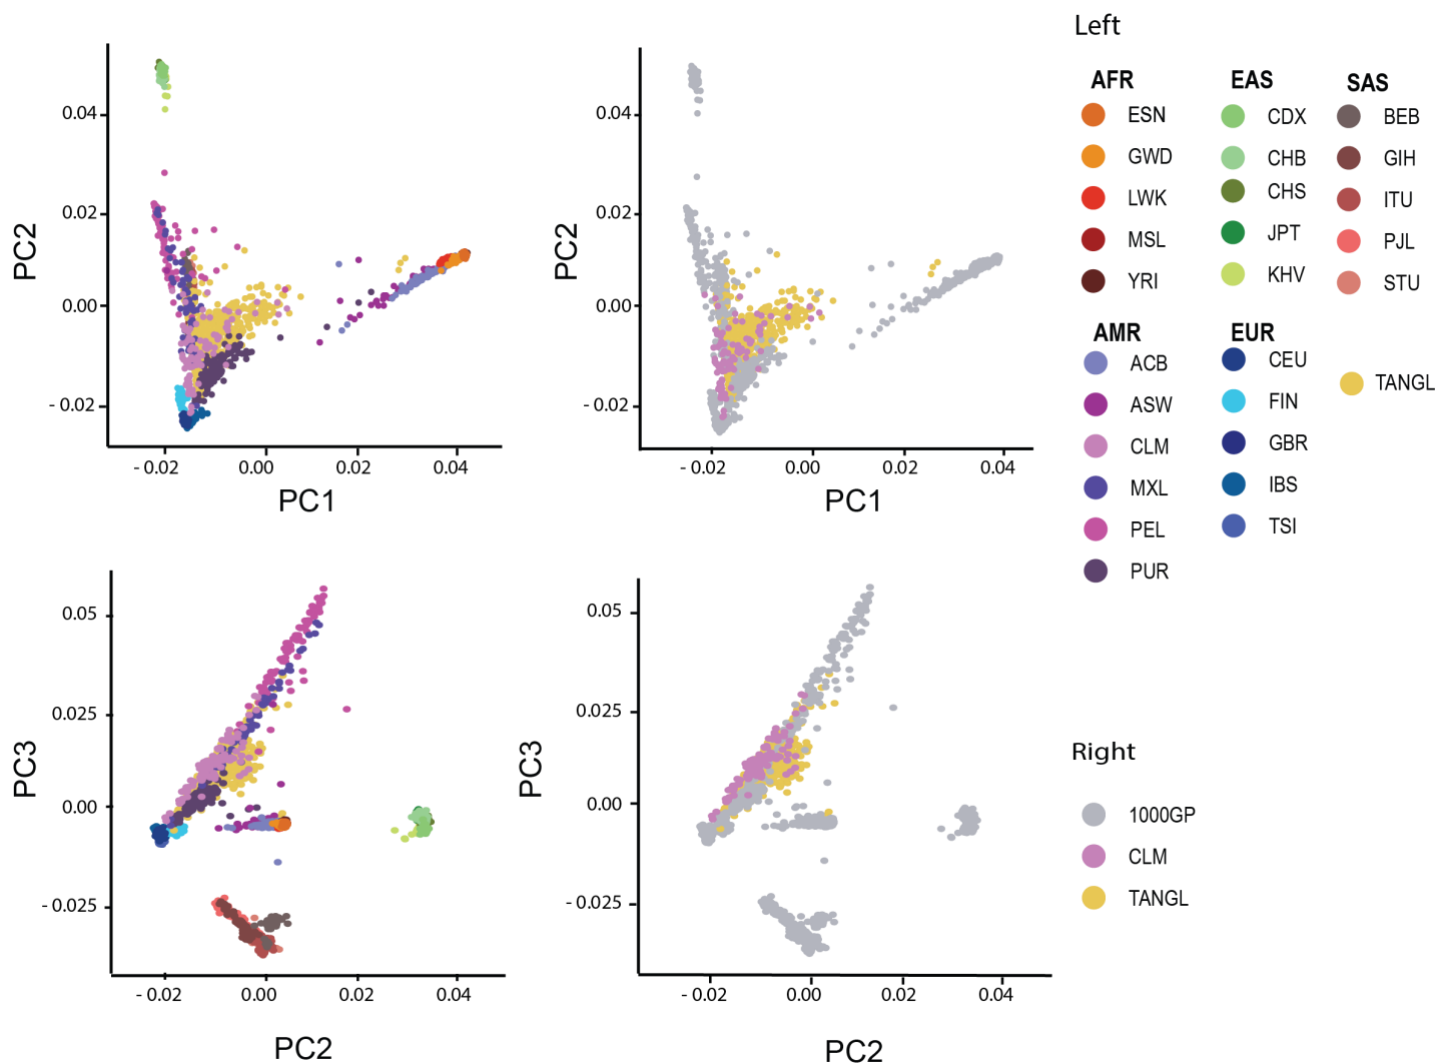 PC2
0.04
0.02
0.00
- 0.02
- 0.02
0.00
0.02
0.04
PC1
PC2
0.04
0.02
0.00
- 0.02
- 0.02
0.00
0.02
0.04
PC1
PC3
0.05
0.025
0.00
- 0.025
- 0.02
0.00
0.02
0.04
PC2
PC3
0.05
0.025
0.00
- 0.025
- 0.02
0.00
0.02
0.04
PC2
Left
AFR
ESN
GWD
LWK
MSL
YRI
EAS
CDX
CHB
CHS
JPT
KHV
SAS
BEB
GIH
ITU
PJL
STU
AMR
ACB
ASW
CLM
MXL
PEL
PUR
EUR
CEU
FIN
GBR
IBS
TSI
TANGL
Right
1000GP
CLM
TANGL